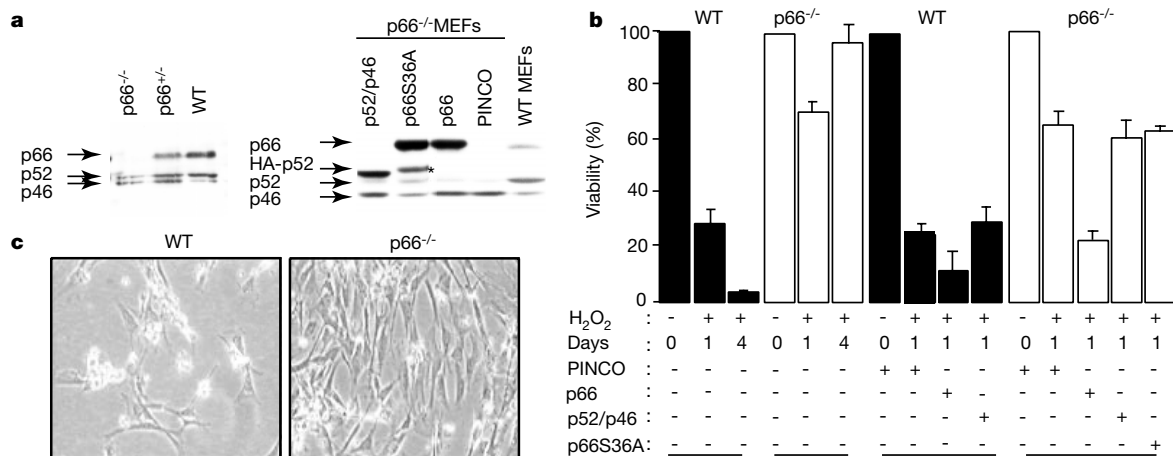 a
p66-/-
p66+/-
WT
p66
p52
p46
p66-/-MEFs
p52/p46
p66S36A
p66
PINCO
WT MEFs
p66
HA-p52
p52
p46
*
b
WT p66-/- WT p66-/-
Viability (%)
100
80
60
40
20
0
H2O2 : - + + - + + - + + + - + + + +
Days : 0 1 4 0 1 4 0 1 1 1 0 1 1 1 1
PINCO - - - - - - + + - - + + - - -
p66 : - - - - - - - - + - - - + - -
p52/p46 : - - - - - - - - - + - - - + -
p66S36A: - - - - - - - - - - - - - - +
c
WT p66-/-